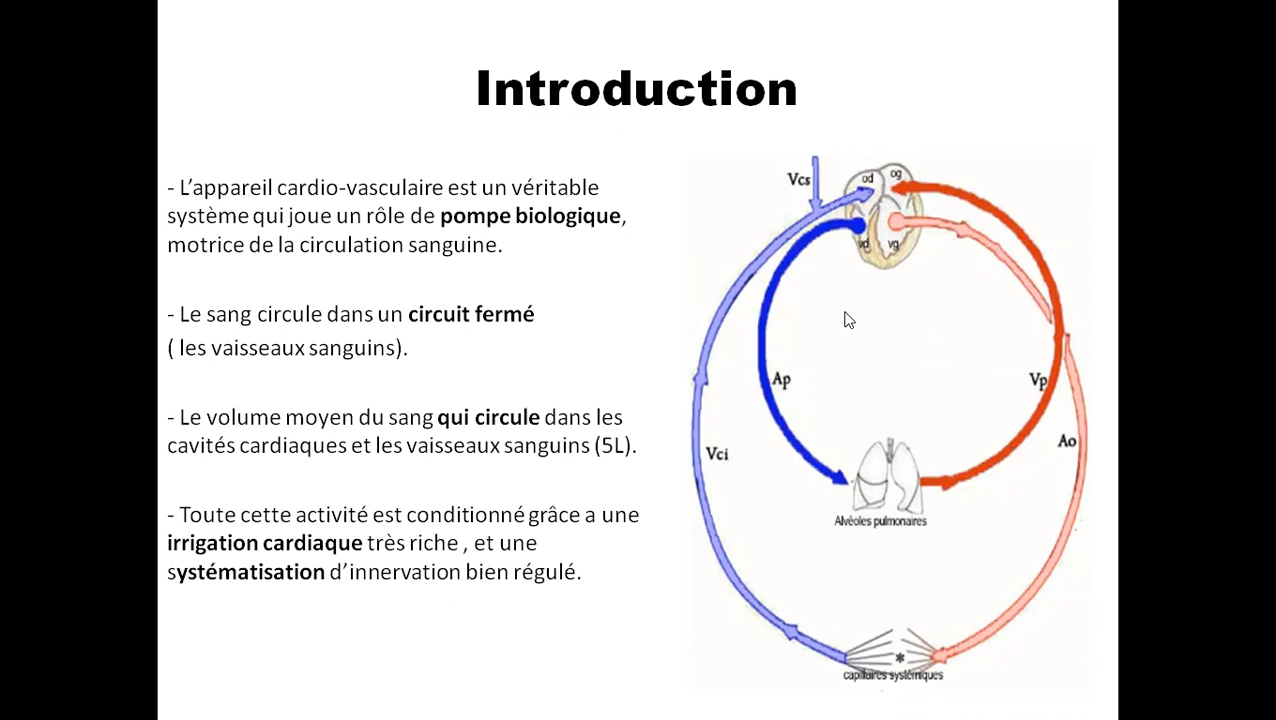 Introduction
- L’appareil cardio-vasculaire est un véritable
système qui joue un rôle de pompe biologique,
motrice de la circulation sanguine.
- Le sang circule dans un circuit fermé
( les vaisseaux sanguins).
- Le volume moyen du sang qui circule dans les
cavités cardiaques et les vaisseaux sanguins (5L).
- Toute cette activité est conditionné grâce a une
irrigation cardiaque très riche , et une
systématisation d’innervation bien régulé.
Vcs
od
og
vd
vg
Ap
Vp
Vci
Ao
Alvéoles pulmonaires
*
capillaires systémiques